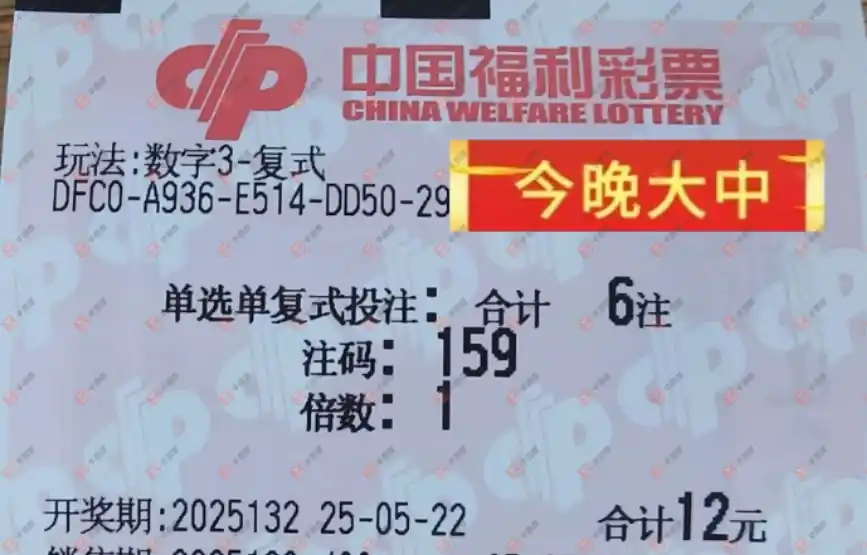 中国福利彩票
CHINA WELFARE LOTTERY
玩法:数字3-复式
DFC0-A936-E514-DD50-29
今晚大中
单选单复式投注: 合计 6注
注码: 159
倍数: 1
开奖期:2025132 25-05-22 合计12元